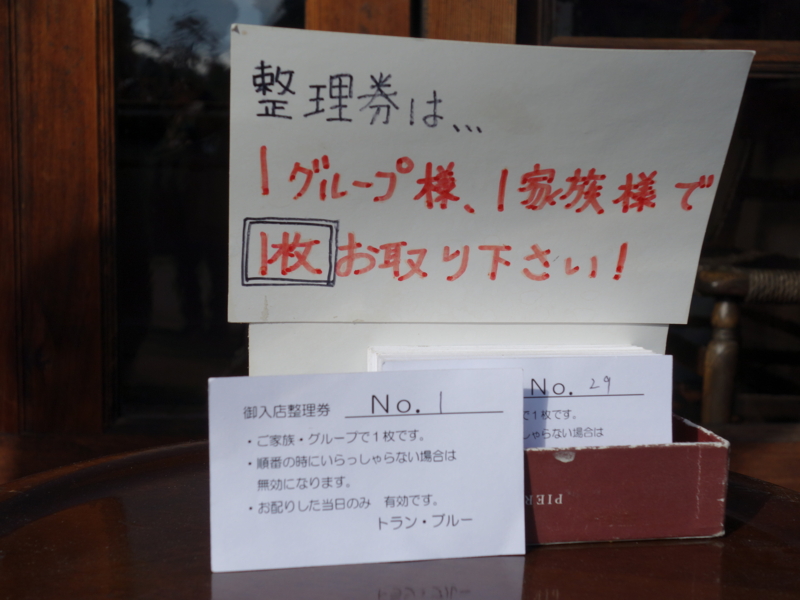 整理券は...
1グループ様、1家族様で
1枚お取り下さい!
No. 29
で1枚です。
しゃらない場合は
御入店整理券 No. 1
・ご家族・グループで1枚です。
・順番の時にいらっしゃらない場合は
無効になります。
・お配りした当日のみ 有効です。
トラン・ブルー
PIER